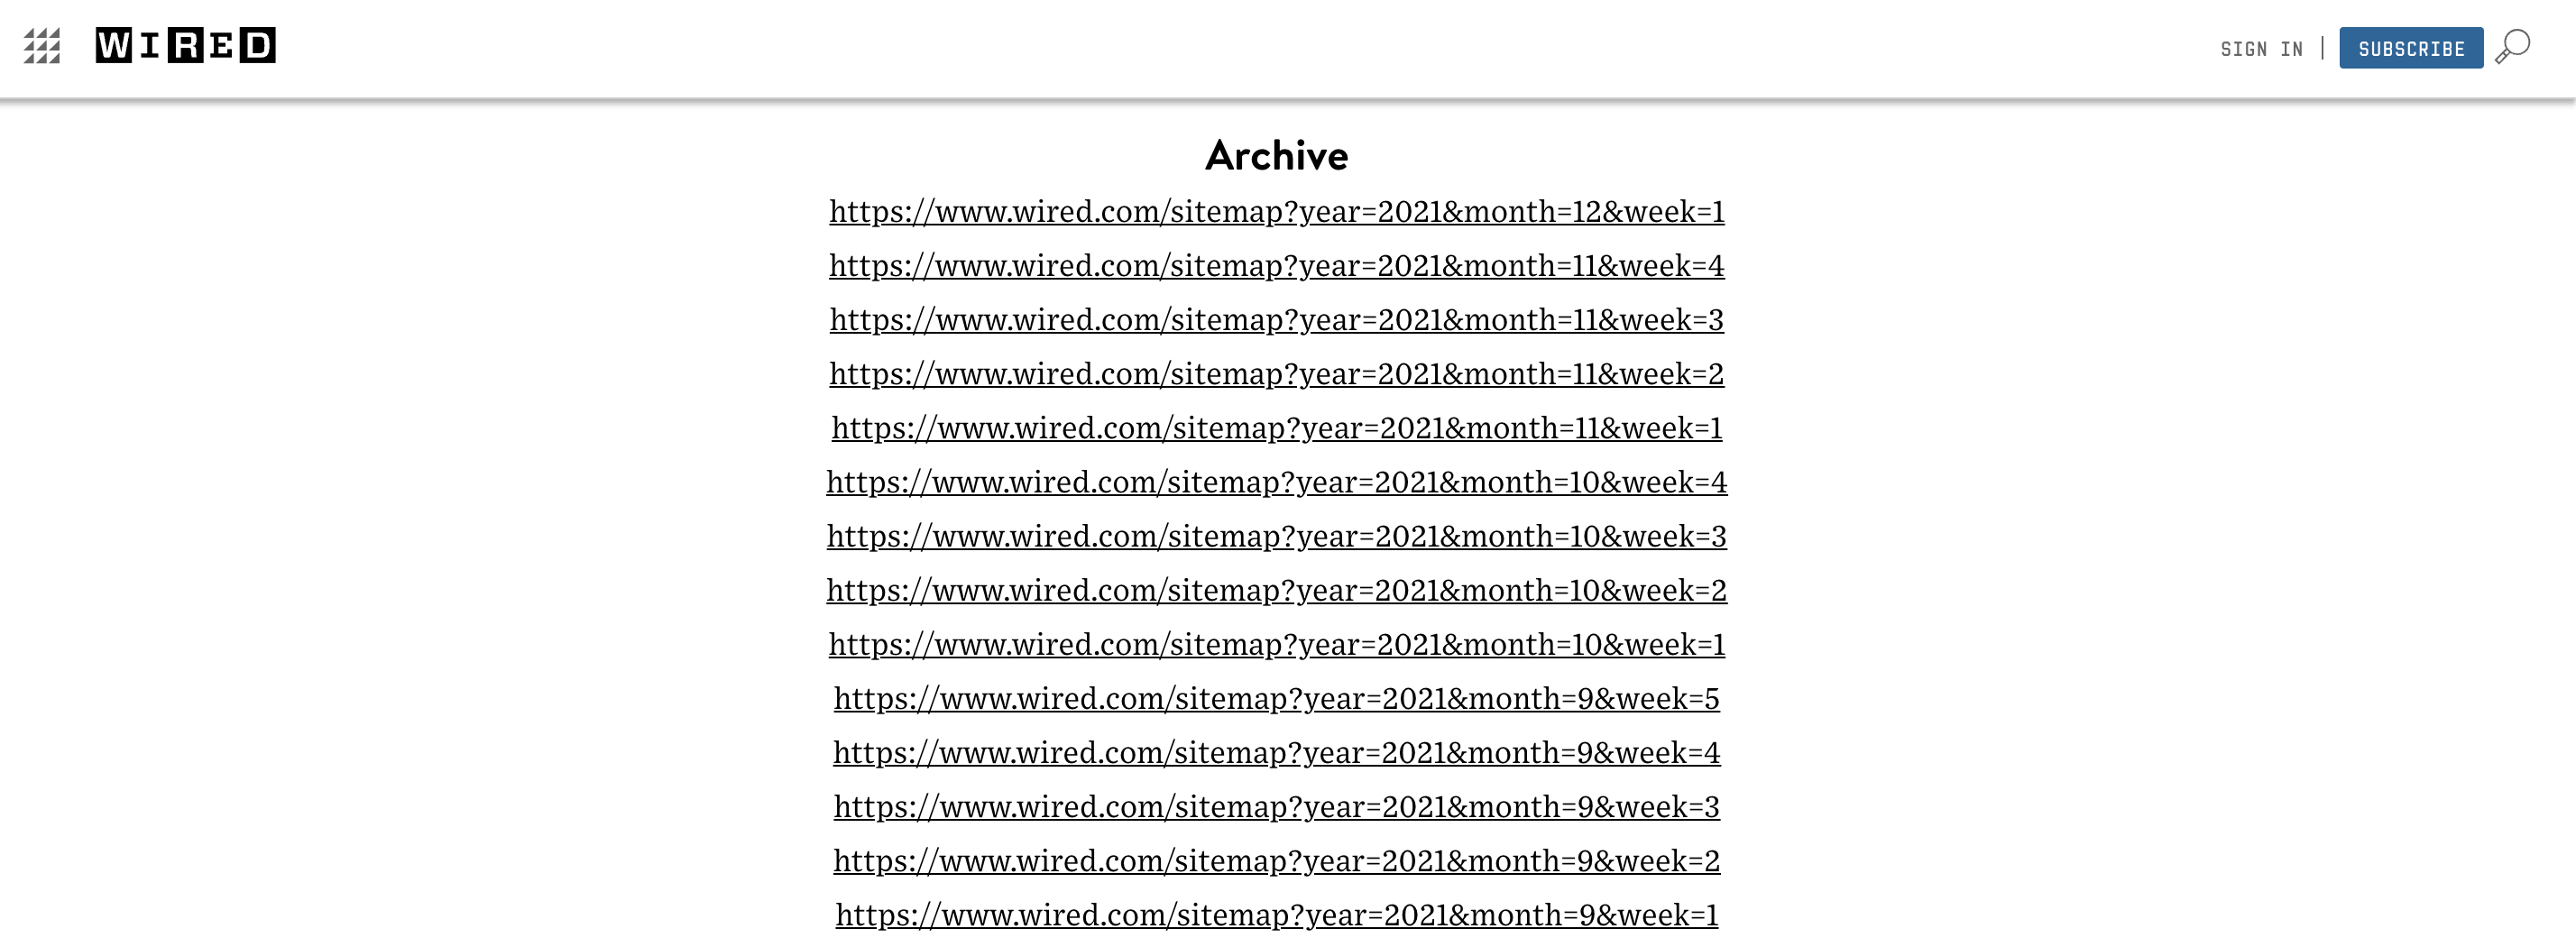 WIRED
SIGN IN | SUBSCRIBE
Archive
https://www.wired.com/sitemap?year=2021&month=12&week=1
https://www.wired.com/sitemap?year=2021&month=11&week=4
https://www.wired.com/sitemap?year=2021&month=11&week=3
https://www.wired.com/sitemap?year=2021&month=11&week=2
https://www.wired.com/sitemap?year=2021&month=11&week=1
https://www.wired.com/sitemap?year=2021&month=10&week=4
https://www.wired.com/sitemap?year=2021&month=10&week=3
https://www.wired.com/sitemap?year=2021&month=10&week=2
https://www.wired.com/sitemap?year=2021&month=10&week=1
https://www.wired.com/sitemap?year=2021&month=9&week=5
https://www.wired.com/sitemap?year=2021&month=9&week=4
https://www.wired.com/sitemap?year=2021&month=9&week=3
https://www.wired.com/sitemap?year=2021&month=9&week=2
https://www.wired.com/sitemap?year=2021&month=9&week=1